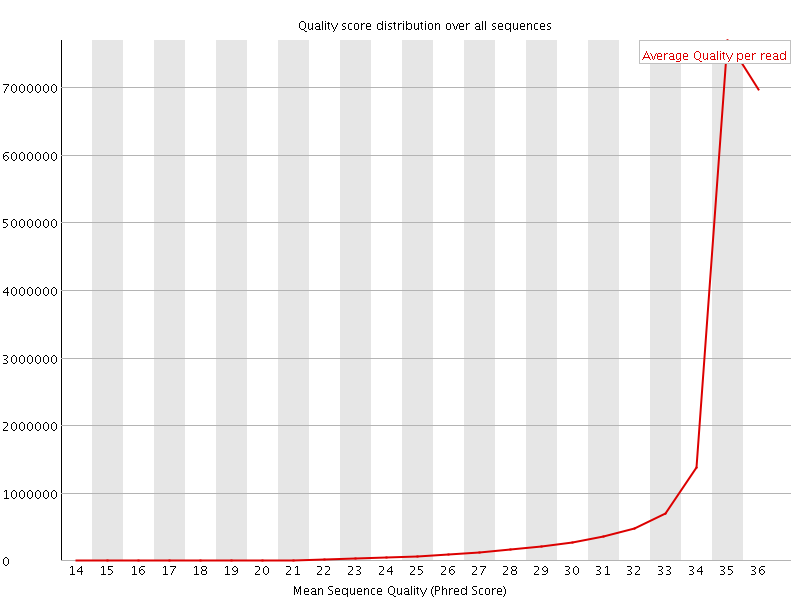 Quality score distribution over all sequences
Average Quality per read
7000000
6000000
5000000
4000000
3000000
2000000
1000000
0
14 15 16 17 18 19 20 21 22 23 24 25 26 27 28 29 30 31 32 33 34 35 36
Mean Sequence Quality (Phred Score)